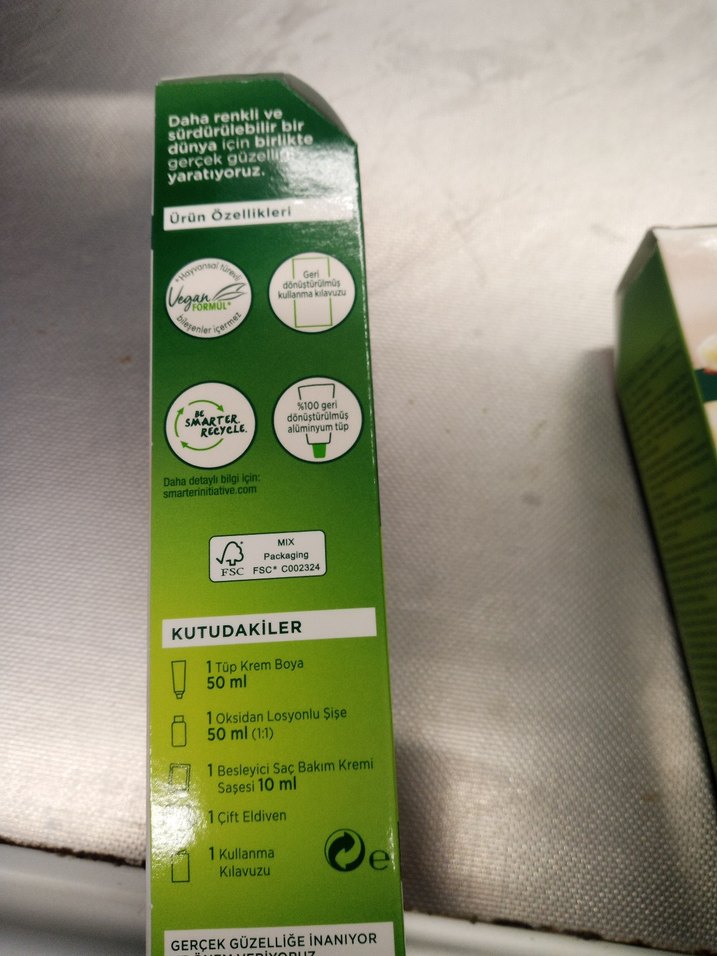 Daha renkli ve
sürdürülebilir bir
dünya için birlikte
gerçek güzelliği
yaratıyoruz.
Ürün Özellikleri
*Hayvansal türevli
Vegan
FORMÜL*
bileşenler içermez
Geri
dönüştürülmüş
kullanma kılavuzu
BE
SMARTER.
RECYCLE.
%100 geri
dönüştürülmüş
alüminyum tüp
Daha detaylı bilgi için:
smarterinitiative.com
MIX
Packaging
FSC® C002324
FSC
KUTUDAKİLER
1 Tüp Krem Boya
50 ml
1 Oksidan Losyonlu Şişe
50 ml (1:1)
1 Besleyici Saç Bakım Kremi
Saşesi 10 ml
1 Çift Eldiven
1 Kullanma
Kılavuzu
e
GERÇEK GÜZELLİĞE İNANIYOR